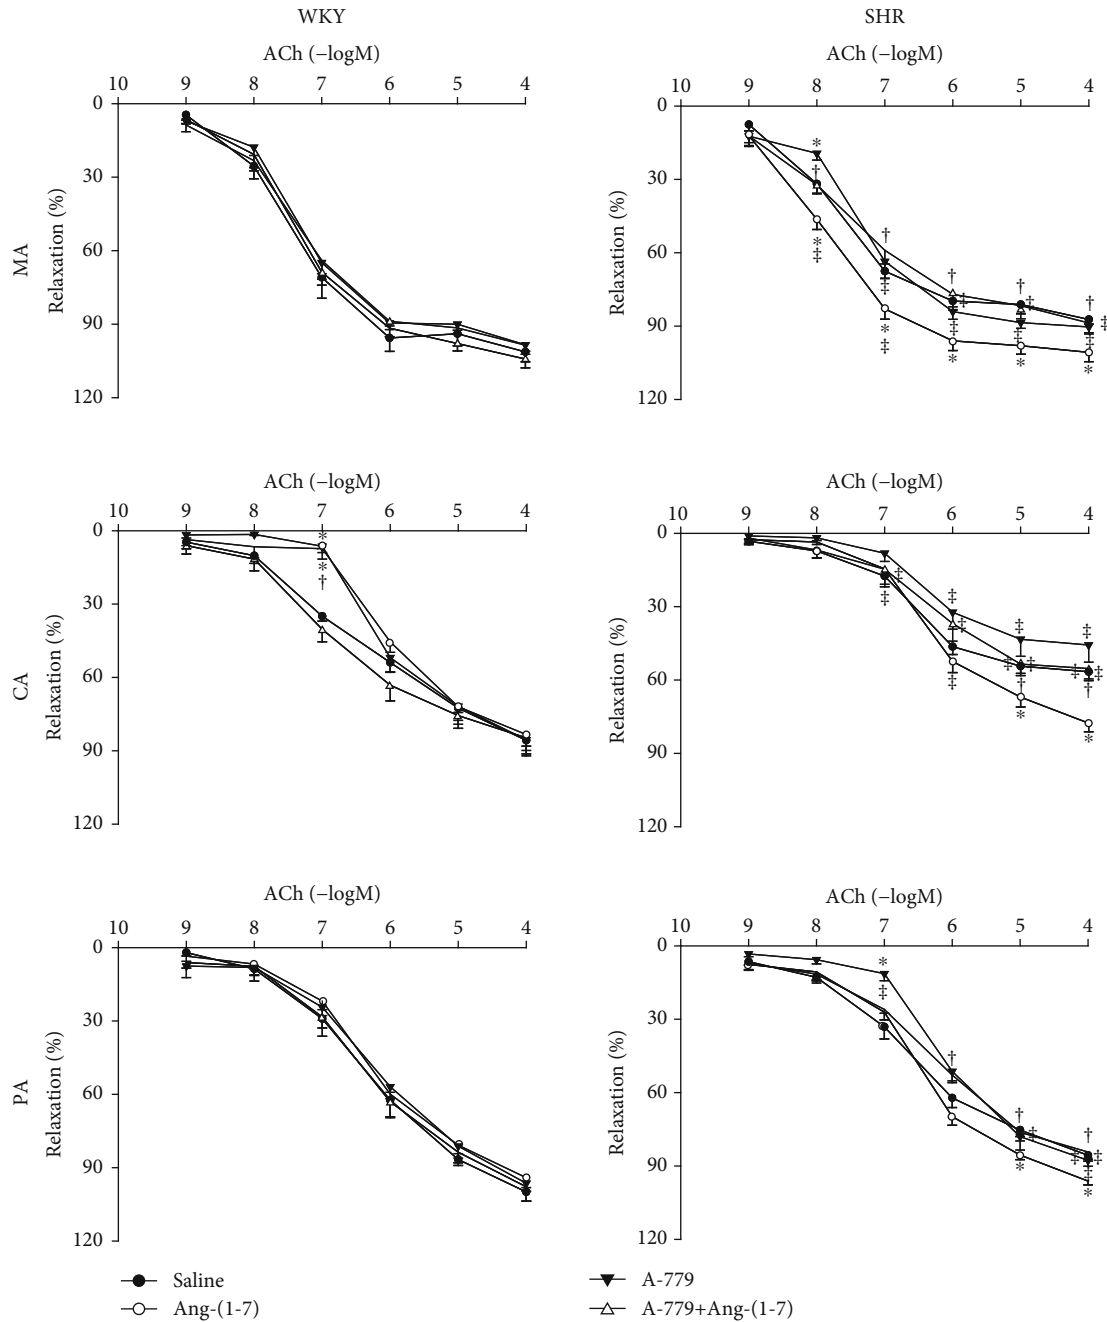 WKY
SHR
ACh (−logM)
ACh (−logM)
10 9 8 7 6 5 4
10 9 8 7 6 5 4
0
30
60
90
120
0
30
60
90
120
MA
Relaxation (%)
Relaxation (%)
* † * ‡ † ‡ * ‡ † ‡ ‡ * † ‡ ‡ * † ‡ ‡ *
ACh (−logM)
ACh (−logM)
10 9 8 7 6 5 4
10 9 8 7 6 5 4
0
30
60
90
120
0
30
60
90
120
CA
Relaxation (%)
Relaxation (%)
* * †
‡ ‡ ‡ ‡ ‡ ‡ ‡ ‡ † * ‡ ‡ ‡ † *
ACh (−logM)
ACh (−logM)
10 9 8 7 6 5 4
10 9 8 7 6 5 4
0
30
60
90
120
0
30
60
90
120
PA
Relaxation (%)
Relaxation (%)
* ‡ † † ‡ * † ‡ ‡ ‡ *
Saline
Ang-(1-7)
A-779
A-779+Ang-(1-7)